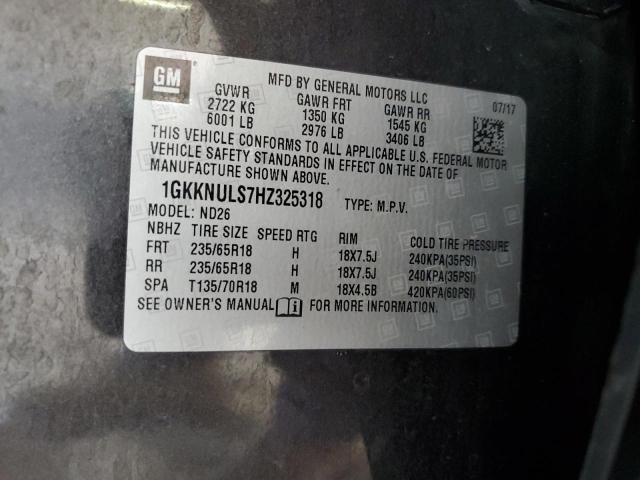 GM
MFD BY GENERAL MOTORS LLC
GVWR GAWR FRT GAWR RR 07/17
2722 KG 1350 KG 1545 KG
6001 LB 2976 LB 3406 LB
THIS VEHICLE CONFORMS TO ALL APPLICABLE U.S. FEDERAL MOTOR
VEHICLE SAFETY STANDARDS IN EFFECT ON THE DATE OF
MANUFACTURE SHOWN ABOVE.
1GKKNULS7HZ325318 TYPE: M.P.V.
MODEL: ND26
NBHZ TIRE SIZE SPEED RTG RIM COLD TIRE PRESSURE
FRT 235/65R18 H 18X7.5J 240KPA(35PSI)
RR 235/65R18 H 18X7.5J 240KPA(35PSI)
SPA T135/70R18 M 18X4.5B 420KPA(60PSI)
SEE OWNER'S MANUAL FOR MORE INFORMATION.